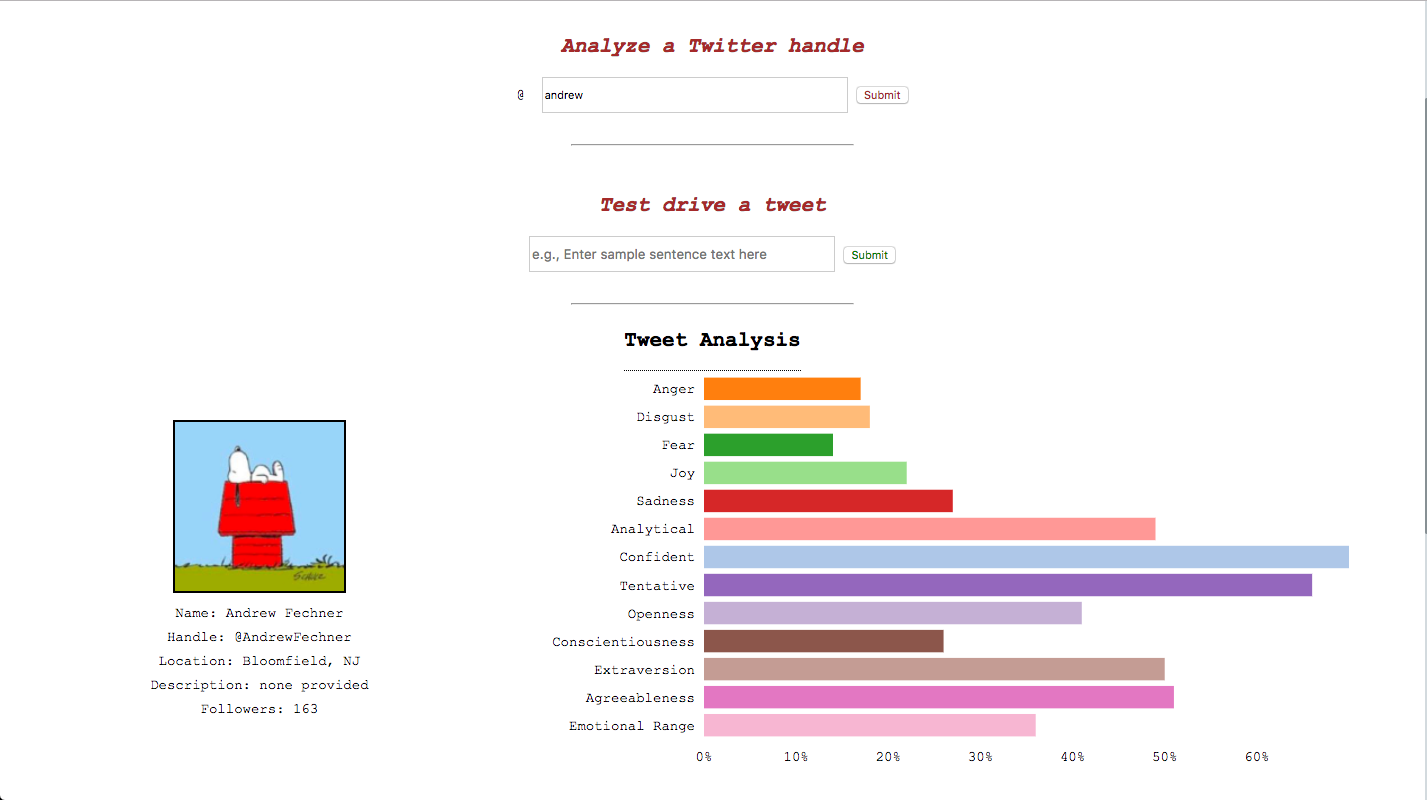 Analyze a Twitter handle
@ andrew Submit
Test drive a tweet
e.g., Enter sample sentence text here Submit
Tweet Analysis
Anger
Disgust
Fear
Joy
Sadness
Analytical
Confident
Tentative
Openness
Conscientiousness
Extraversion
Agreeableness
Emotional Range
0% 10% 20% 30% 40% 50% 60%
Name: Andrew Fechner
Handle: @AndrewFechner
Location: Bloomfield, NJ
Description: none provided
Followers: 163